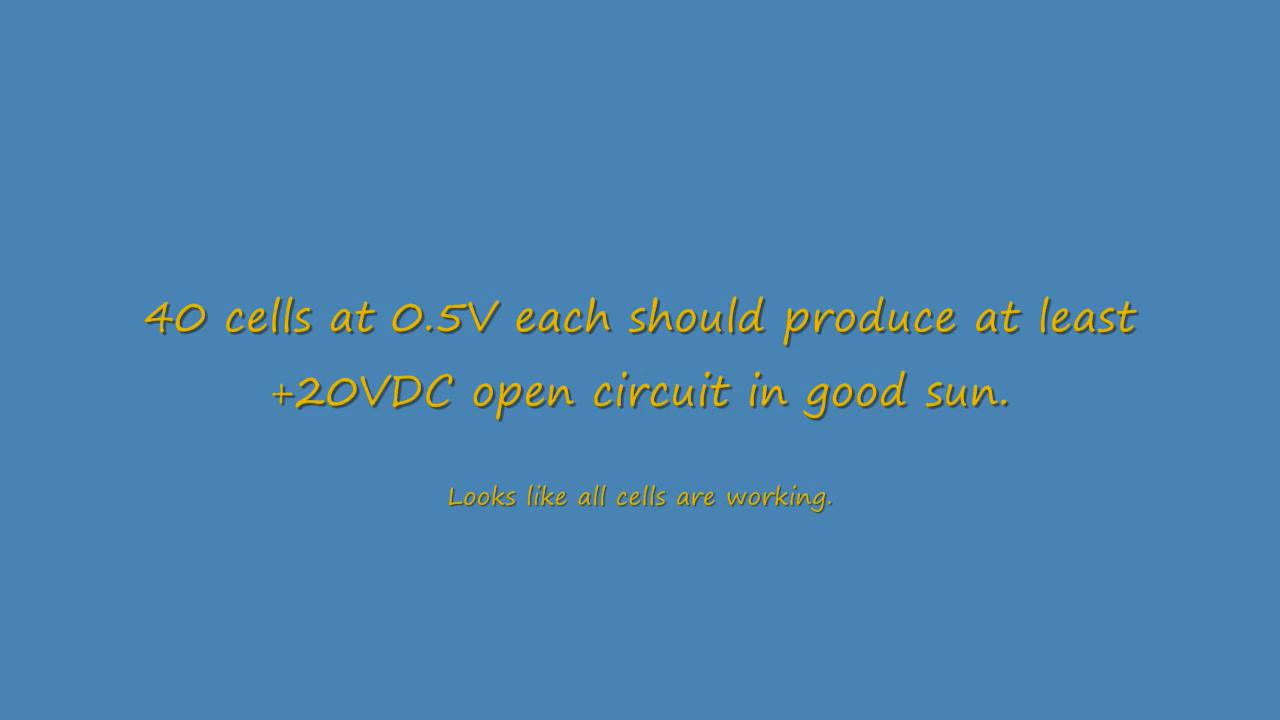 40 cells at 0.5V each should produce at least
+20VDC open circuit in good sun.
Looks like all cells are working.